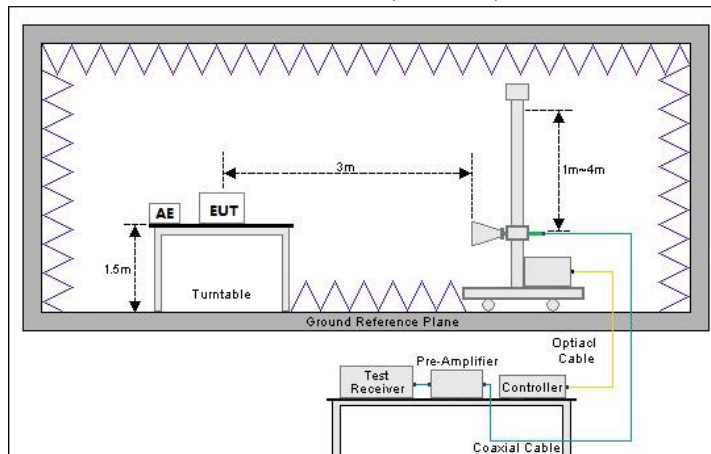 3m
1m~4m
AE
EUT
1.5m
Turntable
Ground Reference Plane
Optiacl
Cable
Pre-Amplifier
Test
Receiver
Controller
Coaxial Cable